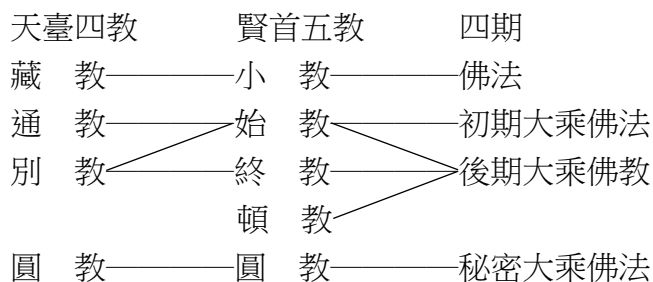 天臺四教 賢首五教 四期
藏 教 小 教 佛法
通 教 始 教 初期大乘佛法
別 教 終 教 後期大乘佛教
頓 教
圓 教 圓 教 秘密大乘佛法